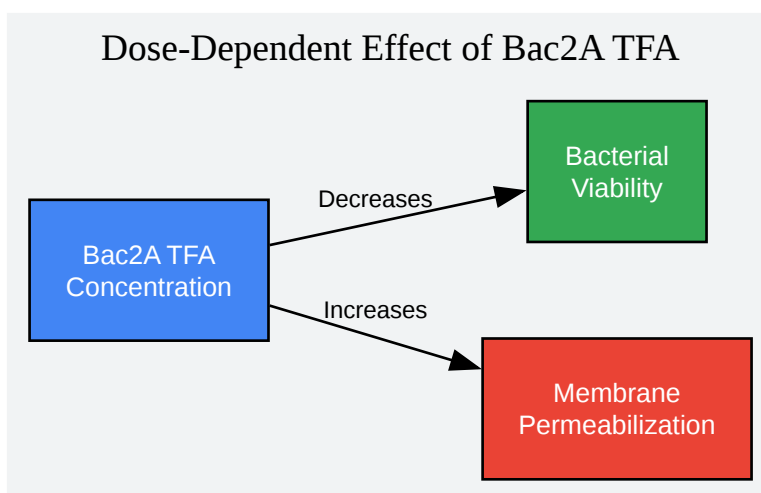 Dose-Dependent Effect of Bac2A TFA
Bac2A TFA
Concentration
Decreases
Bacterial
Viability
Increases
Membrane
Permeabilization